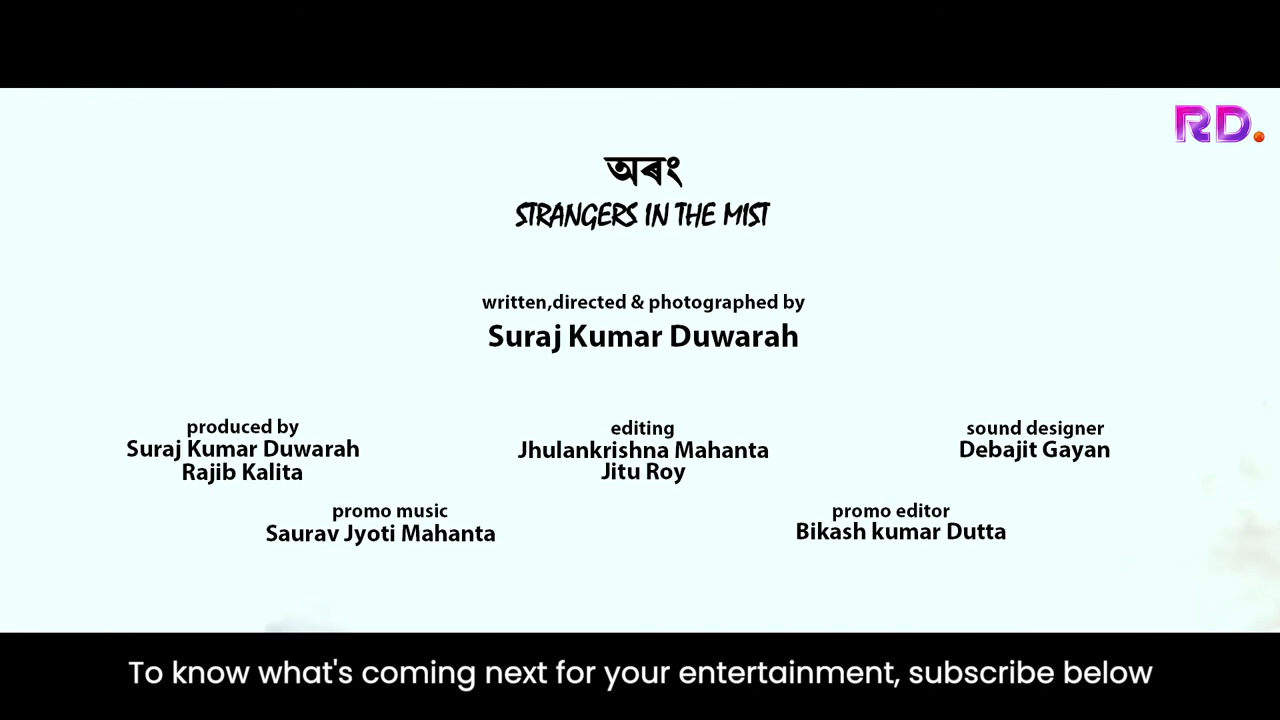 RD.
অৰং
STRANGERS IN THE MIST
written,directed & photographed by
Suraj Kumar Duwarah
produced by
Suraj Kumar Duwarah
Rajib Kalita
editing
Jhulankrishna Mahanta
Jitu Roy
sound designer
Debajit Gayan
promo music
Saurav Jyoti Mahanta
promo editor
Bikash kumar Dutta
To know what's coming next for your entertainment, subscribe below